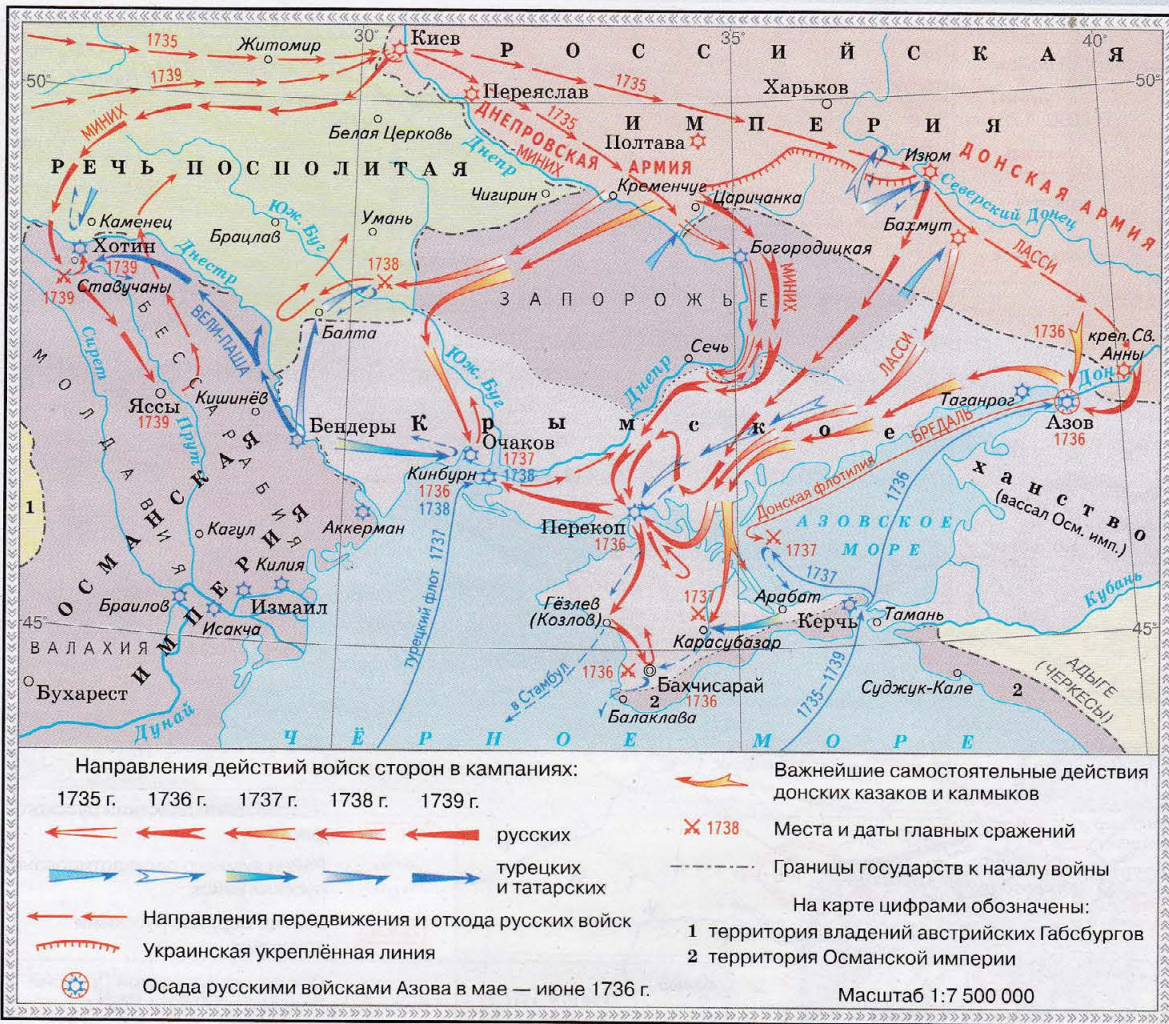 30°
35°
40°
1735
Житомир
Киев
РОССИЙСКАЯ
50°
1739
Переяслав
1735
Харьков
50°
МИНИХ
Белая Церковь
ДНЕПРОВСКАЯ
1735
ИМПЕРИЯ
Полтава
АРМИЯ
МИНИХ
Днепр
Изюм
ДОНСКАЯ АРМИЯ
РЕЧЬ ПОСПОЛИТАЯ
Чигирин
Кременчуг
Царичанка
Северский Донец
Каменец
Юж. Буг
Умань
Брацлав
Бахмут
Хотин
Днестр
1739
Ставучаны
1739
1738
Богородицкая
МИНИХ
ЛАССИ
ЗАПОРОЖЬЕ
ВЕЛИ-ПАША
Балта
БЕССАРАБИЯ
МОЛДАВИЯ
Сирет
Сечь
ЛАССИ
1736
креп. Св.
Анны
Юж. Буг
Днепр
Дон
Яссы
1739
Кишинёв
Прут
Таганрог
Азов
1736
БРЕДАЛЬ
Бендеры
Крымское
Очаков
1737
1738
Кинбурн
1736
1738
ханство
(вассал Осм. имп.)
1
ОСМАНСКАЯ
ИМПЕРИЯ
Аккерман
Перекоп
1736
Донская флотилия
1736
АЗОВСКОЕ
МОРЕ
Кагул
1737
турецкий флот 1737
1737
Килия
Браилов
Измаил
Исакча
Гёзлев
(Козлов)
1737
Арабат
Керчь
Тамань
Кубань
45°
45°
ВАЛАХИЯ
Карасубазар
Бухарест
1736
Бахчисарай
1736
2
Балаклава
в Стамбул
1735–1739
Суджук-Кале
2
АДЫГЕ
(ЧЕРКЕСЫ)
Дунай
ЧЁРНОЕ МОРЕ
Направления действий войск сторон в кампаниях:
1735 г. 1736 г. 1737 г. 1738 г. 1739 г.
русских
турецких
и татарских
Направления передвижения и отхода русских войск
Украинская укреплённая линия
Осада русскими войсками Азова в мае — июне 1736 г.
Важнейшие самостоятельные действия
донских казаков и калмыков
1738 Места и даты главных сражений
Границы государств к началу войны
На карте цифрами обозначены:
1 территория владений австрийских Габсбургов
2 территория Османской империи
Масштаб 1:7 500 000